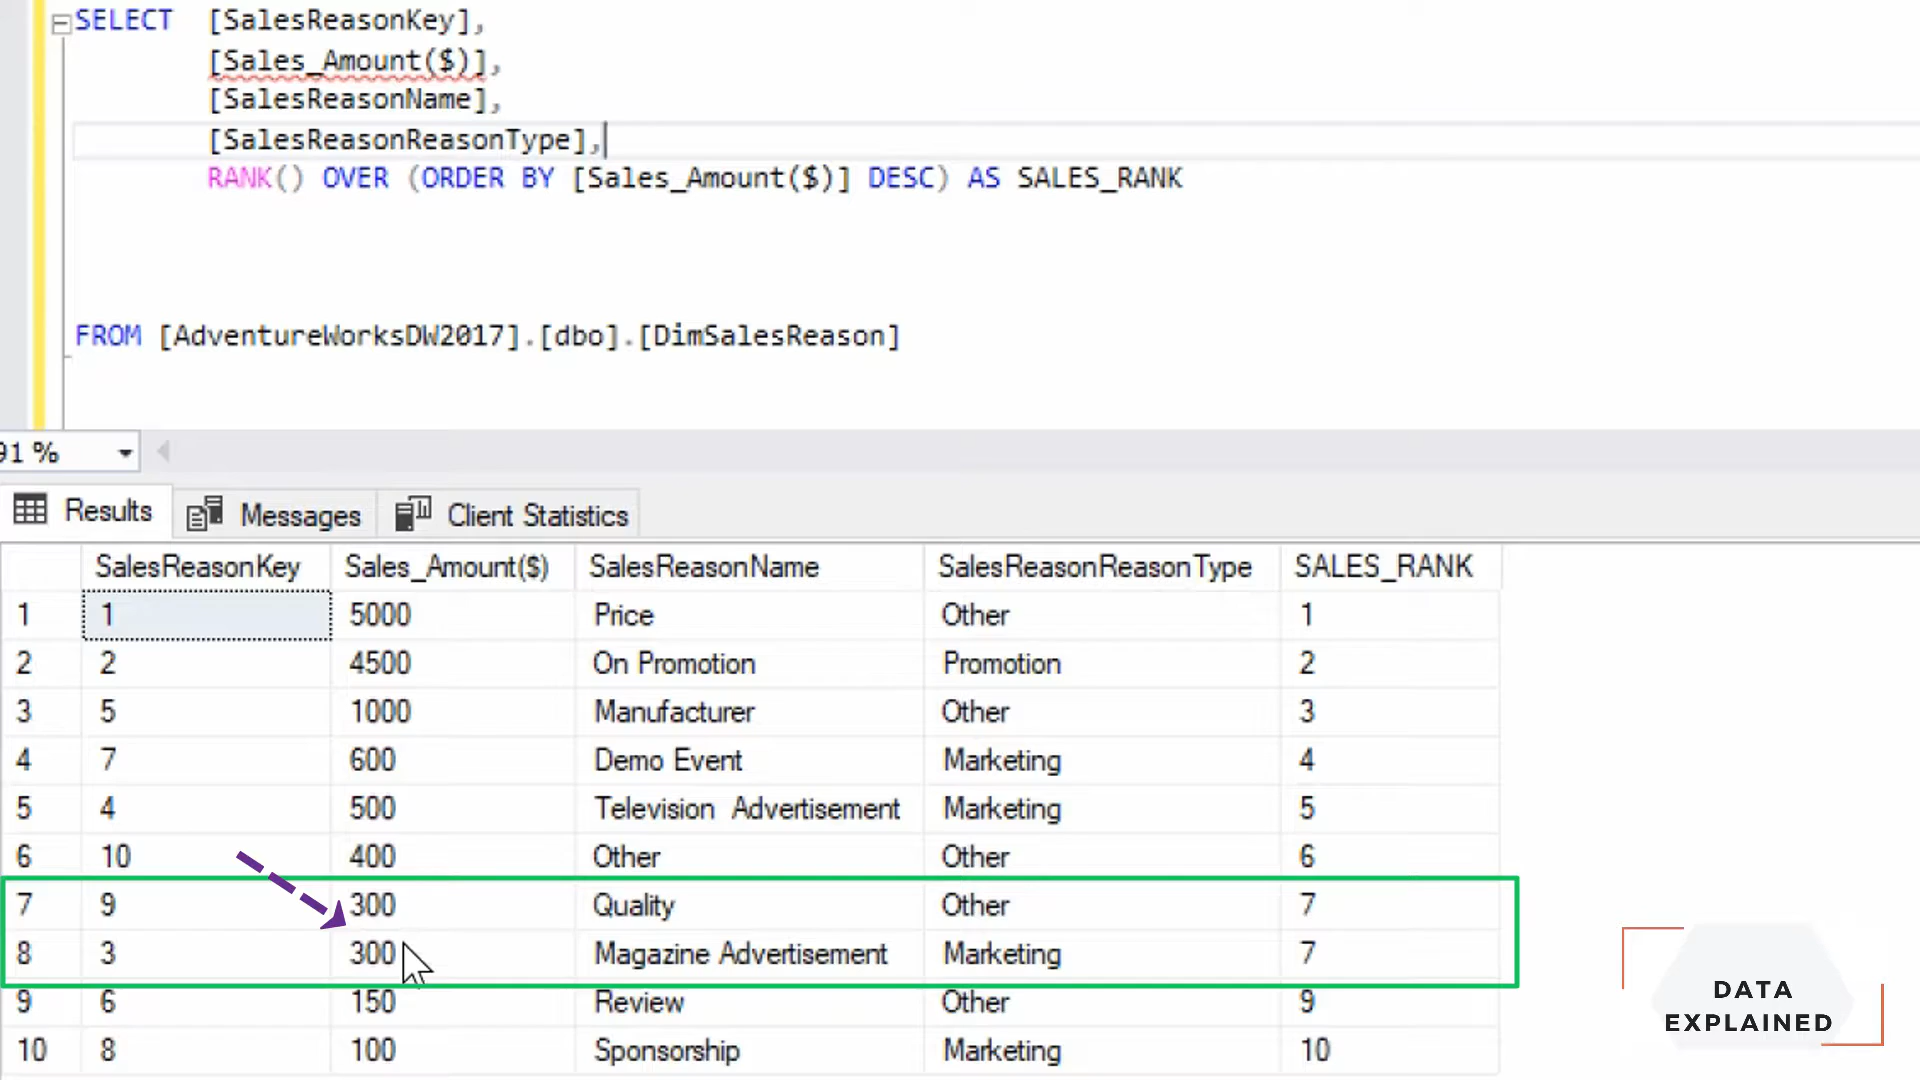 SELECT [SalesReasonKey],
[Sales_Amount($)],
[SalesReasonName],
[SalesReasonReasonType],
RANK() OVER (ORDER BY [Sales_Amount($)] DESC) AS SALES_RANK
FROM [AdventureWorksDW2017].[dbo].[DimSalesReason]
91 %
Results Messages Client Statistics
SalesReasonKey Sales_Amount($) SalesReasonName SalesReasonReasonType SALES_RANK
1 1 5000 Price Other 1
2 2 4500 On Promotion Promotion 2
3 5 1000 Manufacturer Other 3
4 7 600 Demo Event Marketing 4
5 4 500 Television Advertisement Marketing 5
6 10 400 Other Other 6
7 9 300 Quality Other 7
8 3 300 Magazine Advertisement Marketing 7
9 6 150 Review Other 9
10 8 100 Sponsorship Marketing 10
DATA
EXPLAINED